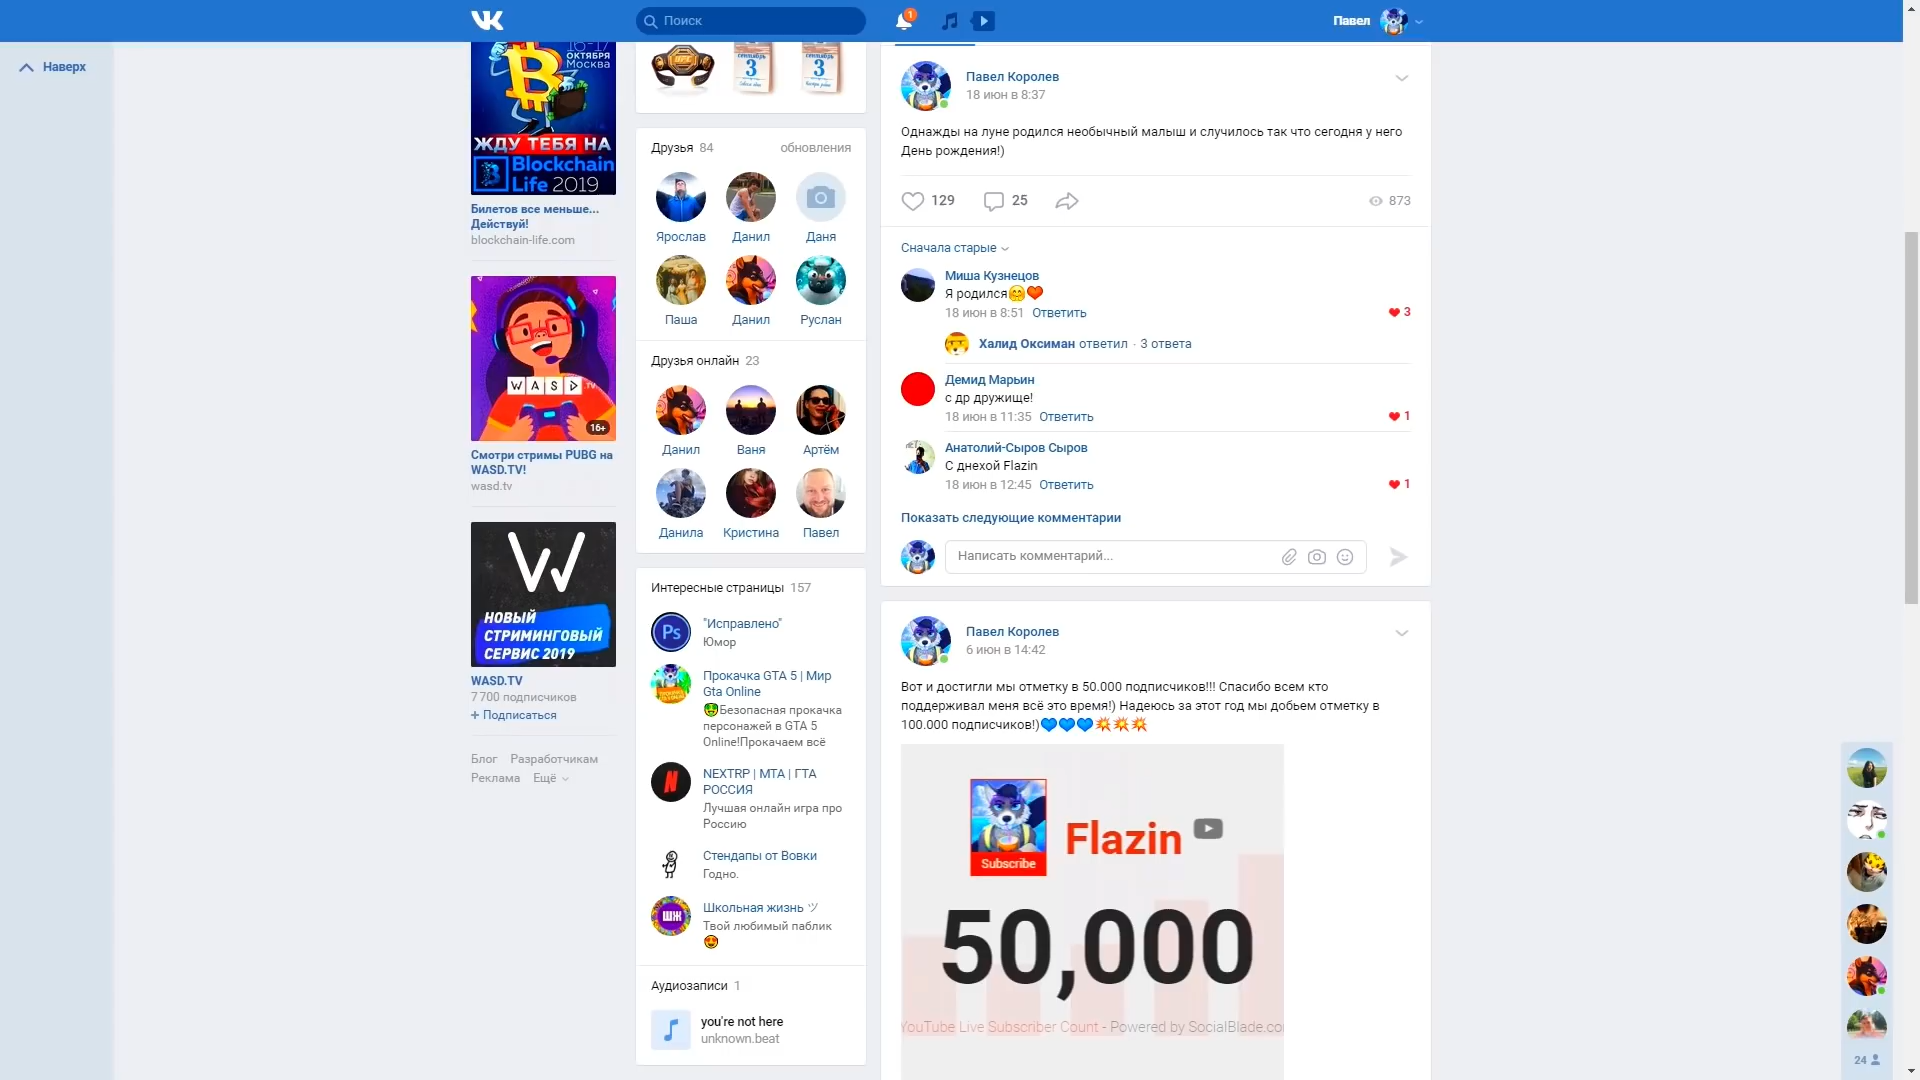 Поиск
1
Павел
Наверх
16-17
ОКТЯБРЯ
Москва
ЖДУ ТЕБЯ НА
Blockchain
Life 2019
Билетов все меньше...
Действуй!
blockchain-life.com
W A S D .TV
16+
Смотри стримы PUBG на
WASD.TV!
wasd.tv
НОВЫЙ
СТРИМИНГОВЫЙ
СЕРВИС 2019
WASD.TV
7 700 подписчиков
+ Подписаться
Блог Разработчикам
Реклама Ещё
3
3
Друзья 84 обновления
Ярослав Данил Даня
Паша Данил Руслан
Друзья онлайн 23
Данил Ваня Артём
Данила Кристина Павел
Интересные страницы 157
Ps
"Исправлено"
Юмор
Прокачка GTA 5 | Мир
Gta Online
🤑Безопасная прокачка
персонажей в GTA 5
Online!Прокачаем всё
NEXTRP | МТА | ГТА
РОССИЯ
Лучшая онлайн игра про
Россию
Стендапы от Вовки
Годно.
ШЖ
Школьная жизнь ツ
Твой любимый паблик
😍
Аудиозаписи 1
you're not here
unknown.beat
Павел Королев
18 июн в 8:37
Однажды на луне родился необычный малыш и случилось так что сегодня у него
День рождения!)
129 25 873
Сначала старые
Миша Кузнецов
Я родился🤗❤
18 июн в 8:51 Ответить 3
Халид Оксиман ответил · 3 ответа
Демид Марьин
с др дружище!
18 июн в 11:35 Ответить 1
Анатолий-Сыров Сыров
С днехой Flazin
18 июн в 12:45 Ответить 1
Показать следующие комментарии
Написать комментарий...
Павел Королев
6 июн в 14:42
Вот и достигли мы отметку в 50.000 подписчиков!!! Спасибо всем кто
поддерживал меня всё это время!) Надеюсь за этот год мы добьем отметку в
100.000 подписчиков!)💙💙💙💥💥💥
Subscribe
Flazin
50,000
YouTube Live Subscriber Count - Powered by SocialBlade.co
24